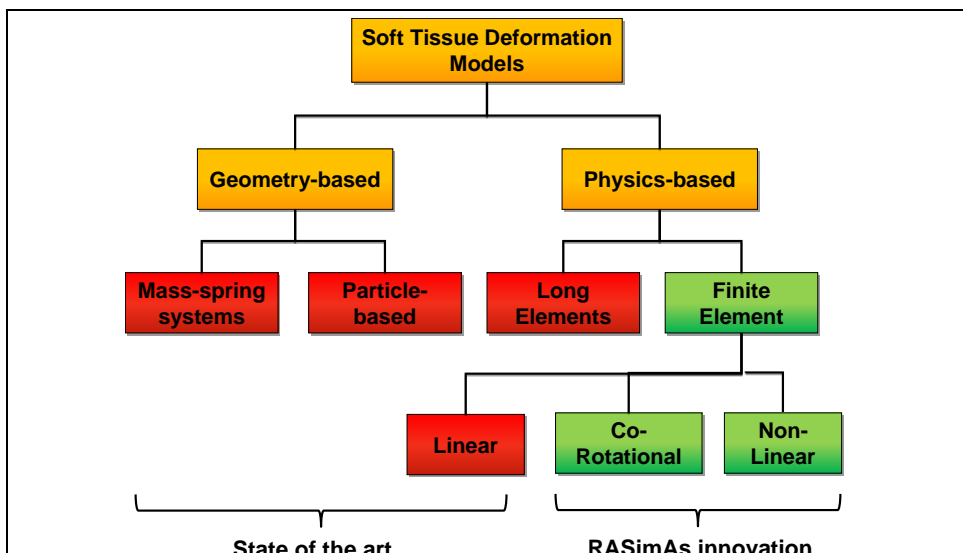 Soft Tissue Deformation
Models
Geometry-based
Physics-based
Mass-spring
systems
Particle-
based
Long
Elements
Finite
Element
Linear
Co-
Rotational
Non-
Linear
State of the art
RASimAs innovation